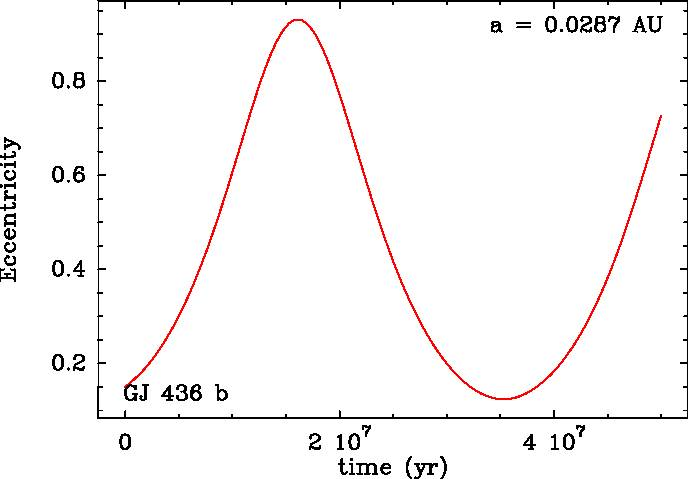 a = 0.0287 AU
Eccentricity
0.8
0.6
0.4
0.2
GJ 436 b
0
2 10⁷
4 10⁷
time (yr)